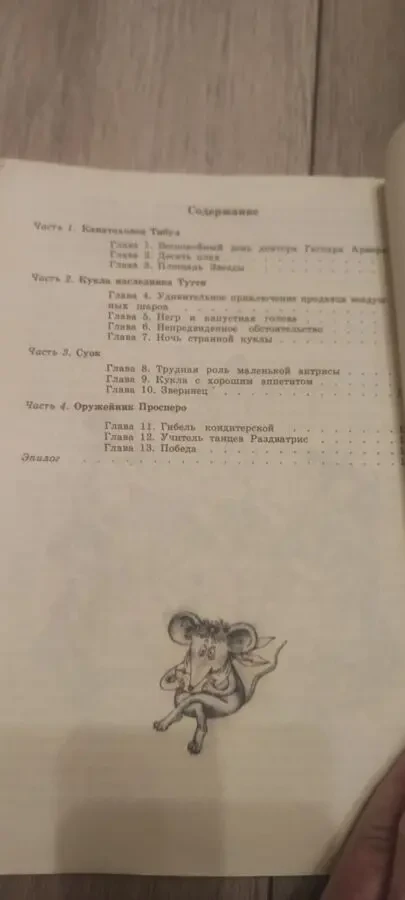 Содержание
Часть 1. Канатоходец Тибул
Глава 1. Беспокойный день доктора Гаспара Арнери
Глава 2. Десять плах
Глава 3. Площадь Звезды
Часть 2. Кукла наследника Тутти
Глава 4. Удивительное приключение продавца воздуш
ных шаров
Глава 5. Негр и капустная голова
Глава 6. Непредвиденное обстоятельство
Глава 7. Ночь странной куклы
Часть 3. Суок
Глава 8. Трудная роль маленькой актрисы
Глава 9. Кукла с хорошим аппетитом
Глава 10. Зверинец
Часть 4. Оружейник Просперо
Глава 11. Гибель кондитерской
Глава 12. Учитель танцев Раздватрис
Глава 13. Победа
Эпилог